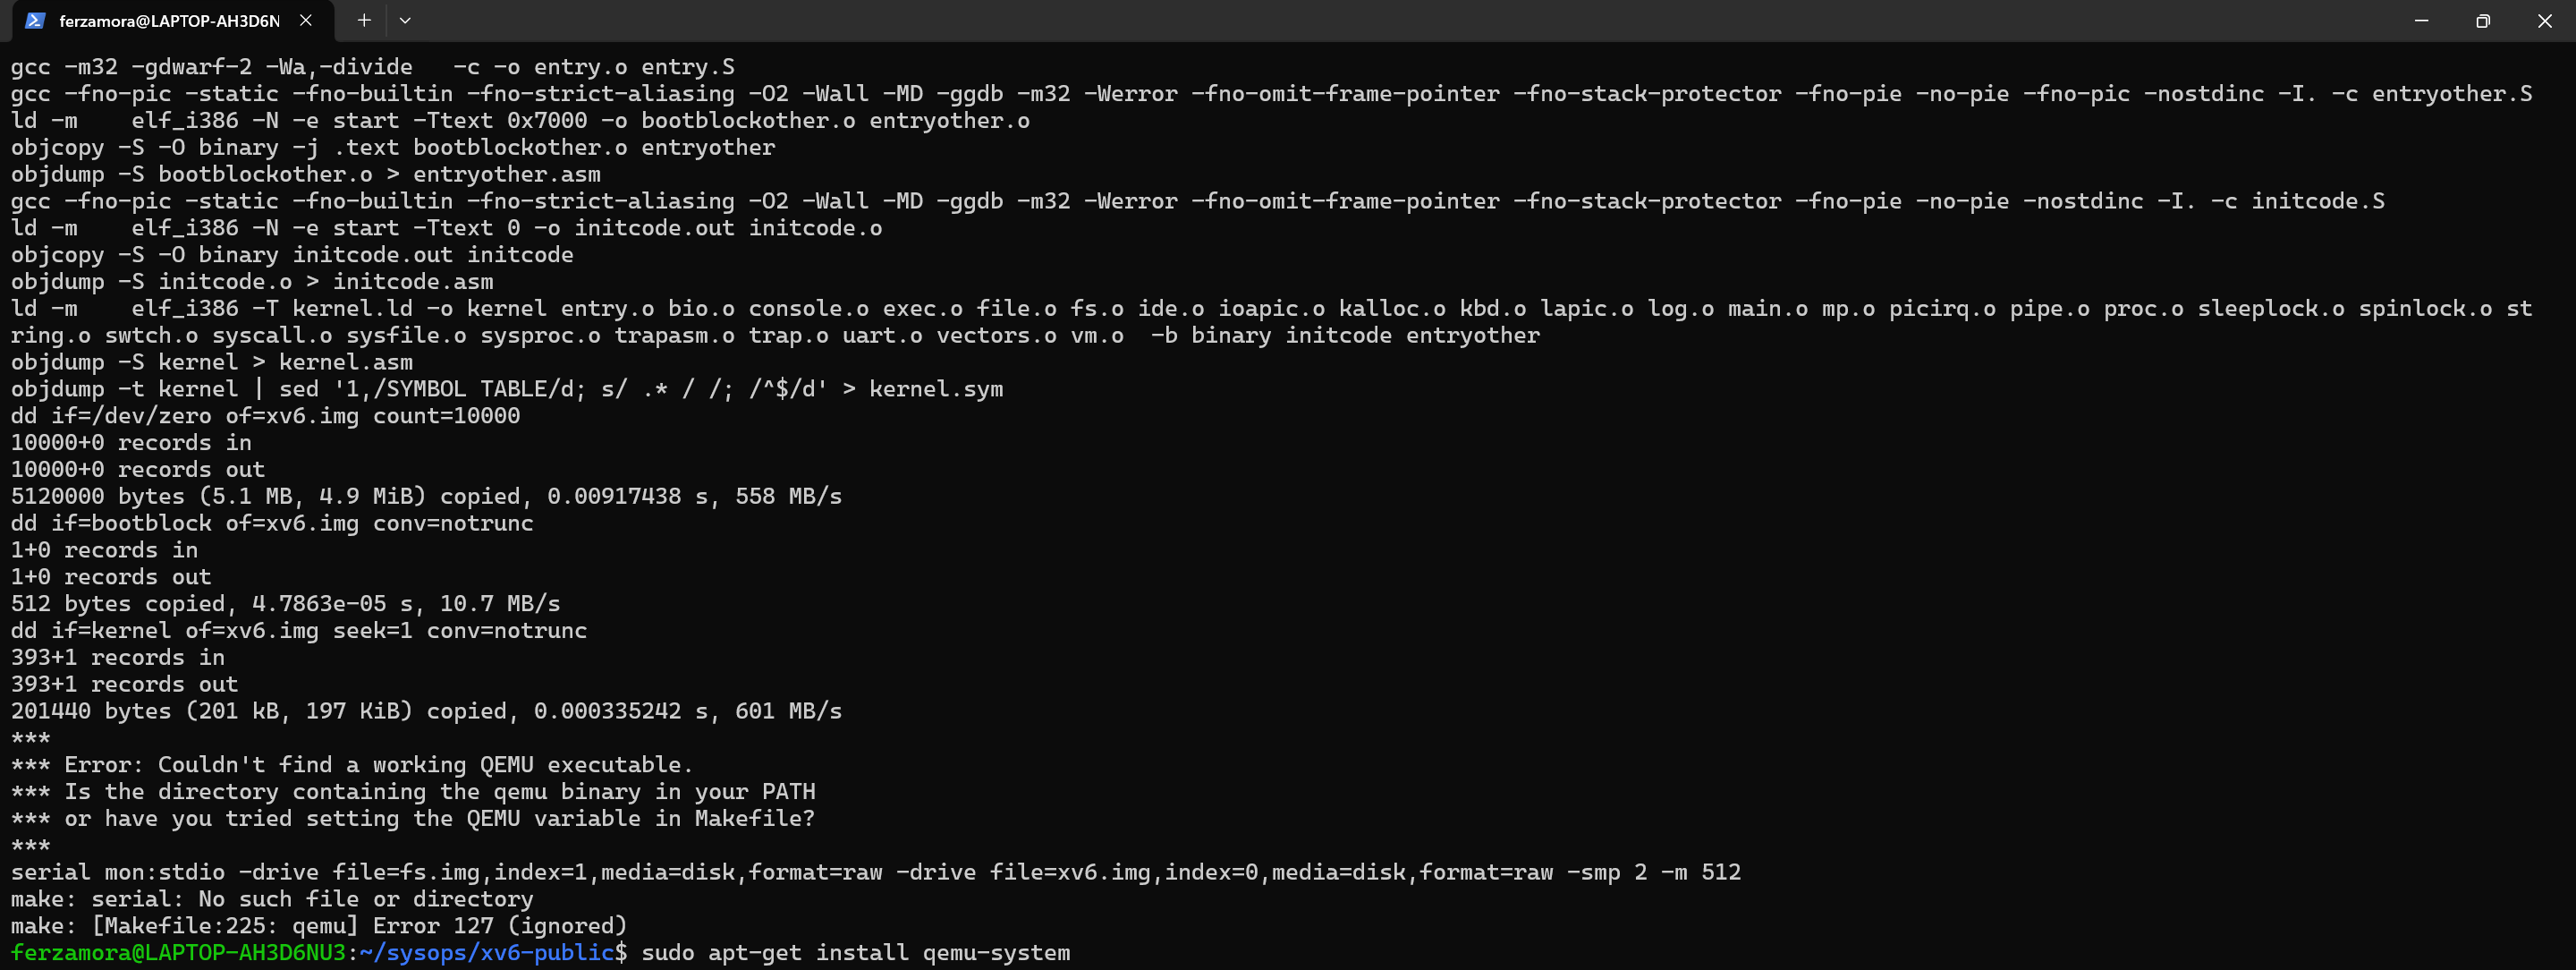 ferzamora@LAPTOP-AH3D6N
gcc -m32 -gdwarf-2 -Wa,-divide   -c -o entry.o entry.S
gcc -fno-pic -static -fno-builtin -fno-strict-aliasing -O2 -Wall -MD -ggdb -m32 -Werror -fno-omit-frame-pointer -fno-stack-protector -fno-pie -no-pie -fno-pic -nostdinc -I. -c entryother.S
ld -m    elf_i386 -N -e start -Ttext 0x7000 -o bootblockother.o entryother.o
objcopy -S -O binary -j .text bootblockother.o entryother
objdump -S bootblockother.o > entryother.asm
gcc -fno-pic -static -fno-builtin -fno-strict-aliasing -O2 -Wall -MD -ggdb -m32 -Werror -fno-omit-frame-pointer -fno-stack-protector -fno-pie -no-pie -nostdinc -I. -c initcode.S
ld -m    elf_i386 -N -e start -Ttext 0 -o initcode.out initcode.o
objcopy -S -O binary initcode.out initcode
objdump -S initcode.o > initcode.asm
ld -m    elf_i386 -T kernel.ld -o kernel entry.o bio.o console.o exec.o file.o fs.o ide.o ioapic.o kalloc.o kbd.o lapic.o log.o main.o mp.o picirq.o pipe.o proc.o sleeplock.o spinlock.o st
ring.o swtch.o syscall.o sysfile.o sysproc.o trapasm.o trap.o uart.o vectors.o vm.o  -b binary initcode entryother
objdump -S kernel > kernel.asm
objdump -t kernel | sed '1,/SYMBOL TABLE/d; s/ .* / /; /^$/d' > kernel.sym
dd if=/dev/zero of=xv6.img count=10000
10000+0 records in
10000+0 records out
5120000 bytes (5.1 MB, 4.9 MiB) copied, 0.00917438 s, 558 MB/s
dd if=bootblock of=xv6.img conv=notrunc
1+0 records in
1+0 records out
512 bytes copied, 4.7863e-05 s, 10.7 MB/s
dd if=kernel of=xv6.img seek=1 conv=notrunc
393+1 records in
393+1 records out
201440 bytes (201 kB, 197 KiB) copied, 0.000335242 s, 601 MB/s
***
*** Error: Couldn't find a working QEMU executable.
*** Is the directory containing the qemu binary in your PATH
*** or have you tried setting the QEMU variable in Makefile?
***
serial mon:stdio -drive file=fs.img,index=1,media=disk,format=raw -drive file=xv6.img,index=0,media=disk,format=raw -smp 2 -m 512
make: serial: No such file or directory
make: [Makefile:225: qemu] Error 127 (ignored)
ferzamora@LAPTOP-AH3D6NU3:~/sysops/xv6-public$ sudo apt-get install qemu-system